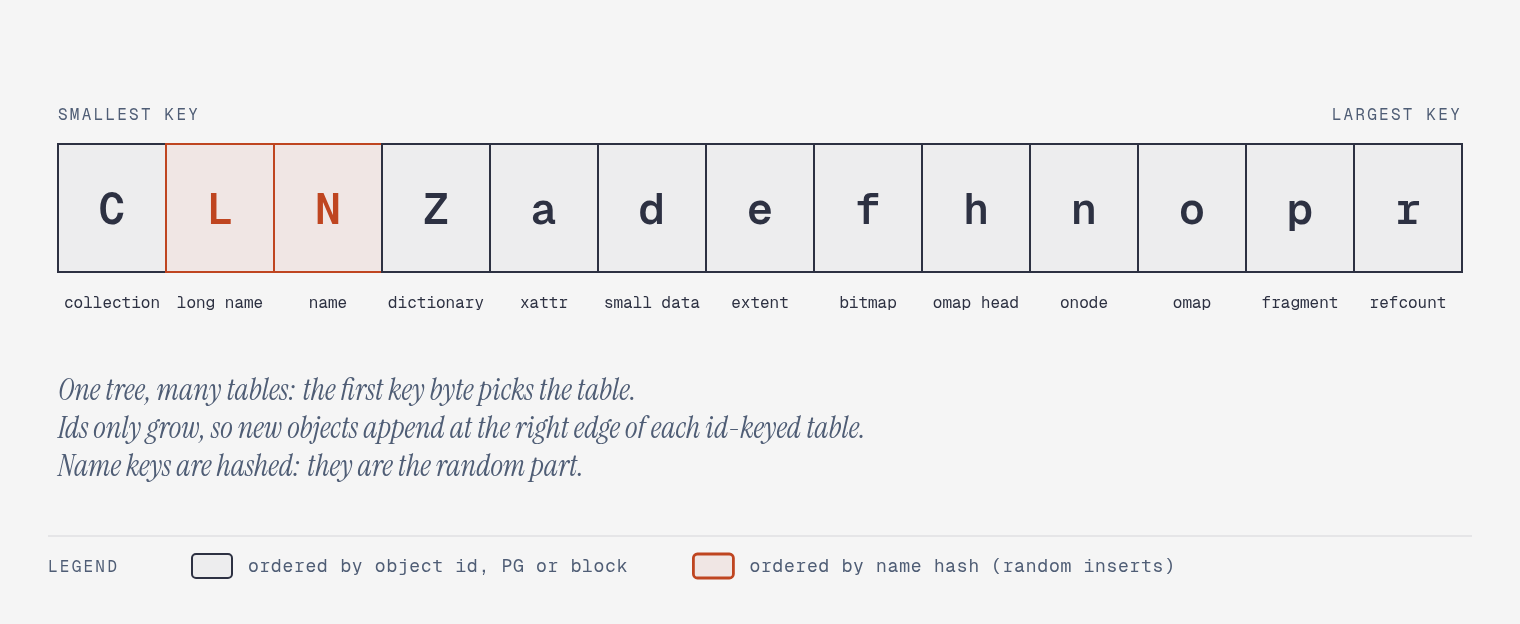 SMALLEST KEY LARGEST KEY
C L N Z a d e f h n o p r
collection long name name dictionary xattr small data extent bitmap omap head onode omap fragment refcount
One tree, many tables: the first key byte picks the table.
Ids only grow, so new objects append at the right edge of each id-keyed table.
Name keys are hashed: they are the random part.
LEGEND ordered by object id, PG or block ordered by name hash (random inserts)